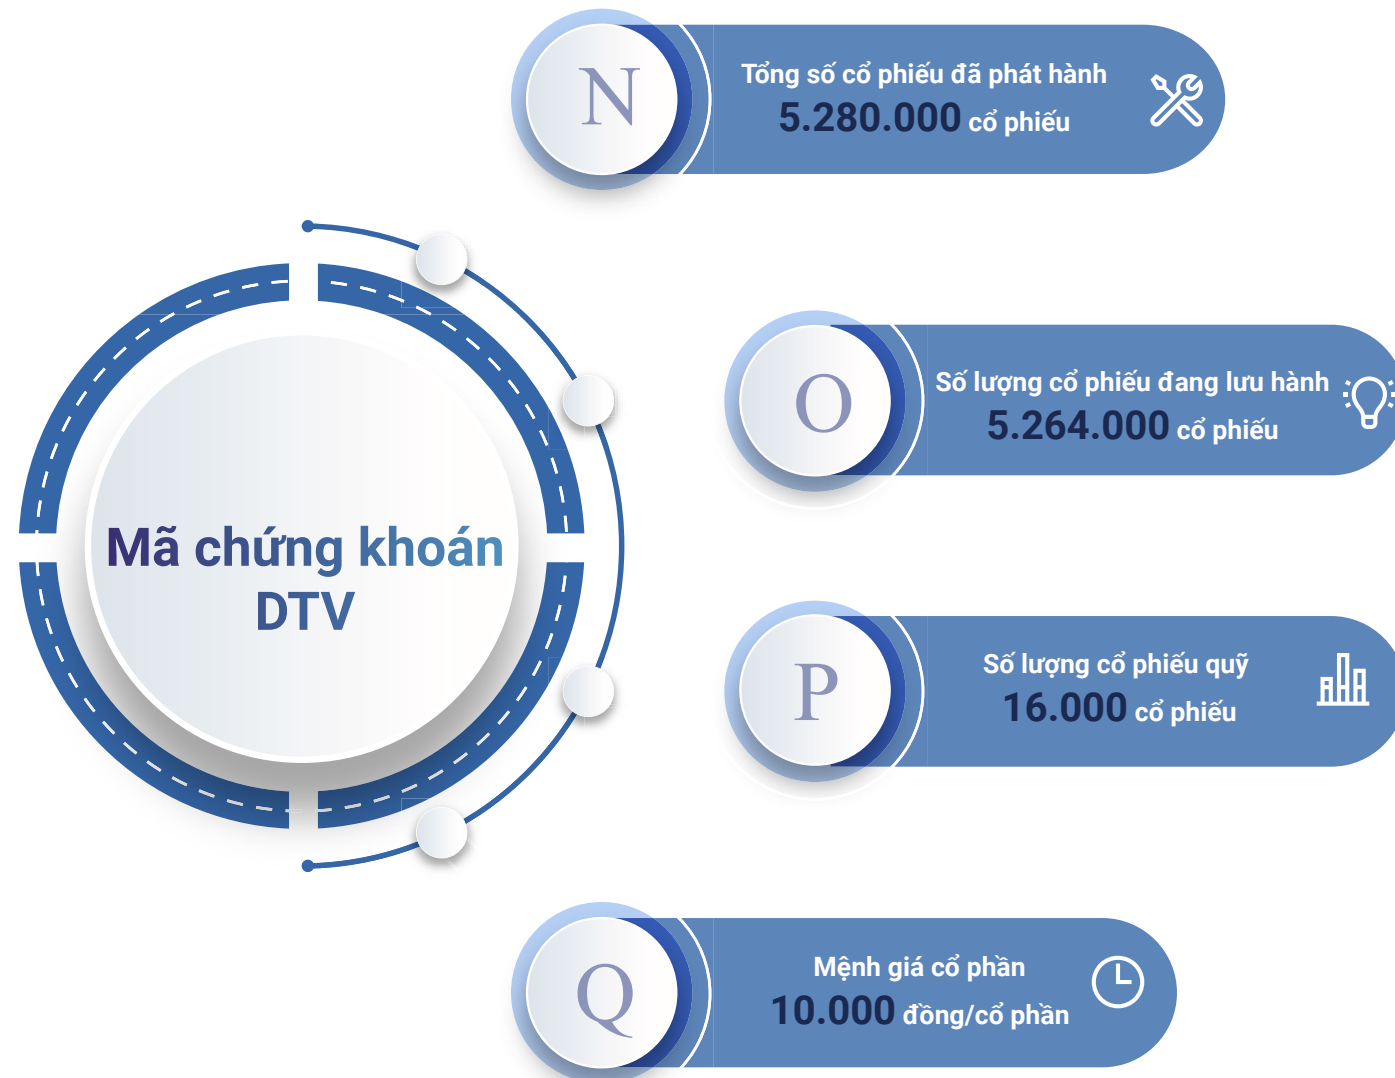 N
Tổng số cổ phiếu đã phát hành
5.280.000 cổ phiếu
O
Số lượng cổ phiếu đang lưu hành
5.264.000 cổ phiếu
Mã chứng khoán
DTV
P
Số lượng cổ phiếu quỹ
16.000 cổ phiếu
Q
Mệnh giá cổ phần
10.000 đồng/cổ phần